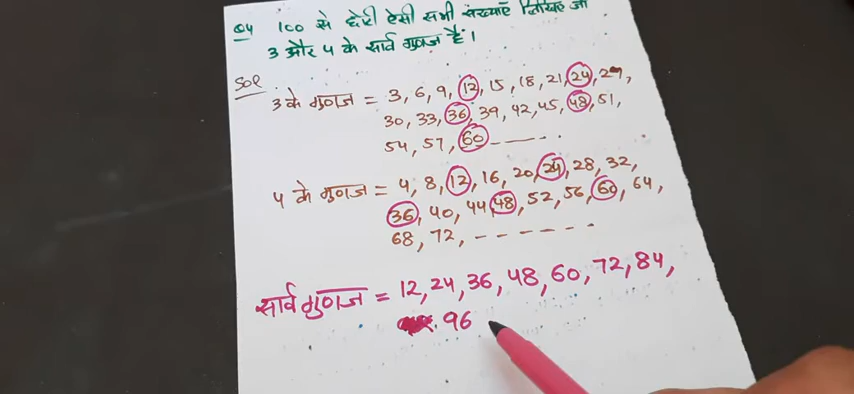 Q4 100 से छोटी ऐसी सभी संख्याएँ लिखिए जो
3 और 4 के सार्व गुणज हैं।
Sol
3 के गुणज = 3, 6, 9, 12, 15, 18, 21, 24, 27,
30, 33, 36, 39, 42, 45, 48, 51,
54, 57, 60 - - - - -
4 के गुणज = 4, 8, 12, 16, 20, 24, 28, 32,
36, 40, 44, 48, 52, 56, 60, 64,
68, 72, - - - - - - -
सार्व गुणज = 12, 24, 36, 48, 60, 72, 84,
96